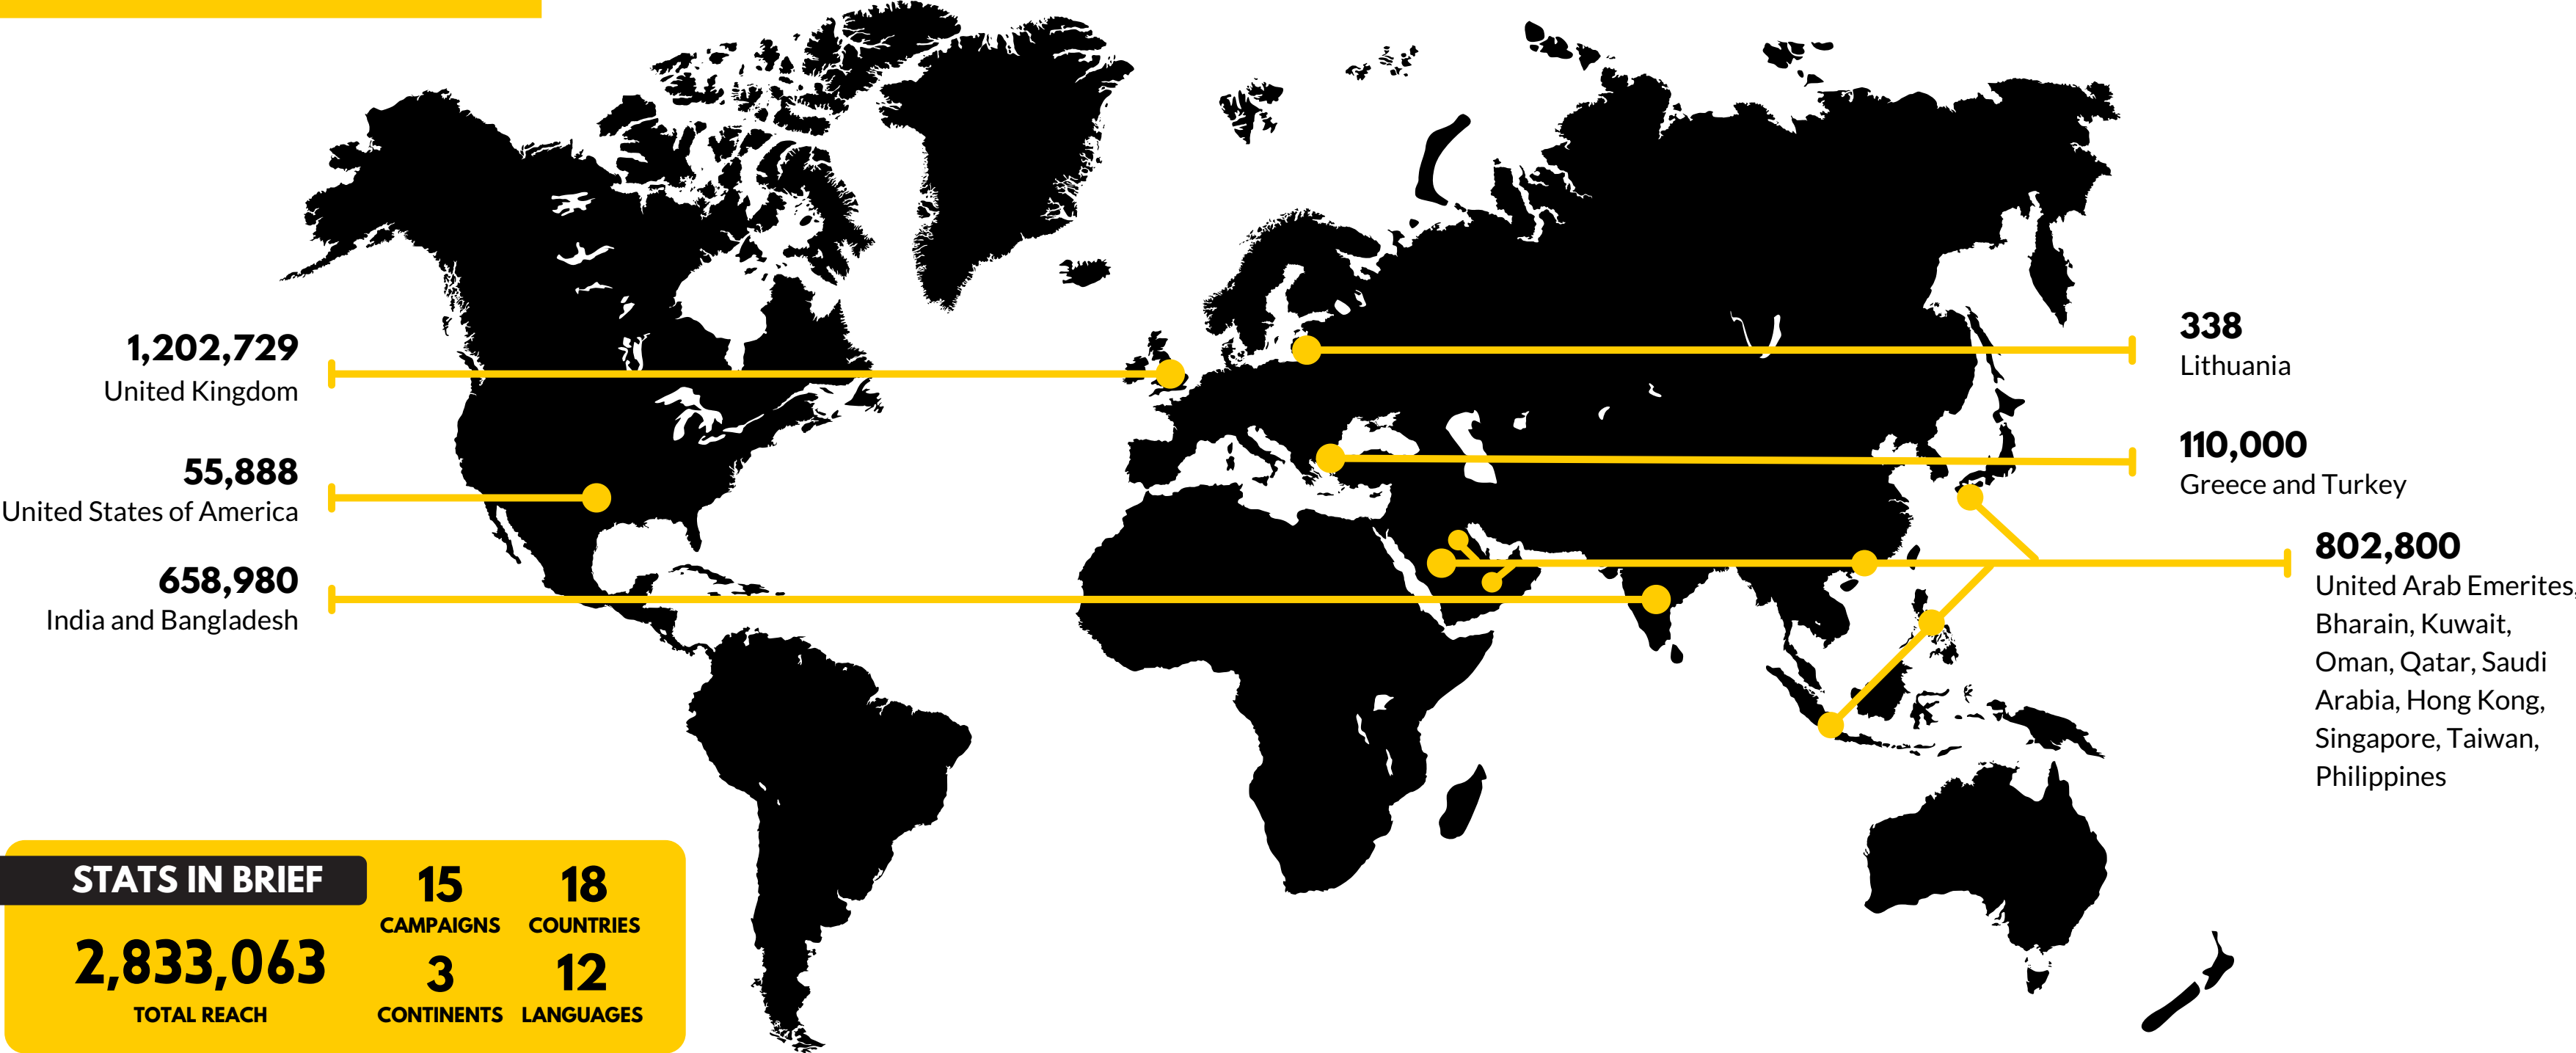 1,202,729
United Kingdom
55,888
United States of America
658,980
India and Bangladesh
338
Lithuania
110,000
Greece and Turkey
802,800
United Arab Emerites,
Bharain, Kuwait,
Oman, Qatar, Saudi
Arabia, Hong Kong,
Singapore, Taiwan,
Philippines
STATS IN BRIEF
2,833,063
TOTAL REACH
15
CAMPAIGNS
18
COUNTRIES
3
CONTINENTS
12
LANGUAGES